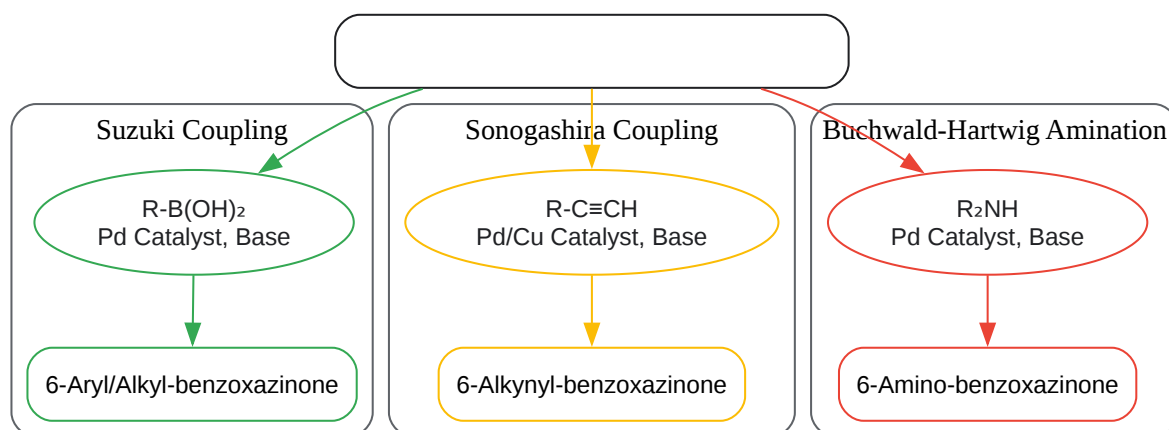 Suzuki Coupling
R-B(OH)₂
Pd Catalyst, Base
6-Aryl/Alkyl-benzoxazinone
Sonogashira Coupling
R-C≡CH
Pd/Cu Catalyst, Base
6-Alkynyl-benzoxazinone
Buchwald-Hartwig Amination
R₂NH
Pd Catalyst, Base
6-Amino-benzoxazinone